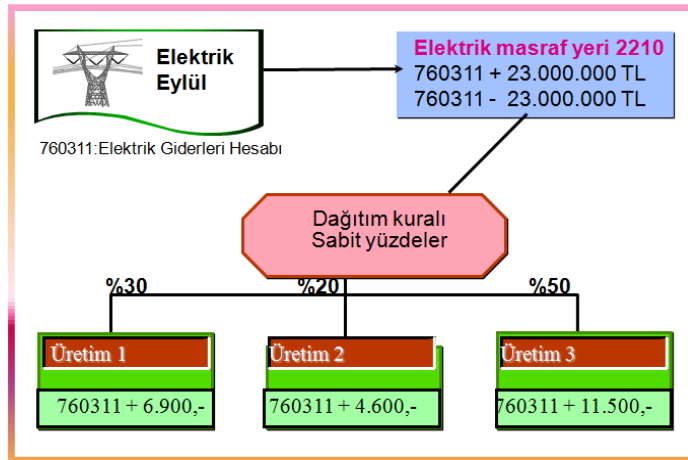 Elektrik
Eylül
Elektrik masraf yeri 2210
760311 + 23.000.000 TL
760311 - 23.000.000 TL
760311:Elektrik Giderleri Hesabı
Dağıtım kuralı
Sabit yüzdeler
%30
%20
%50
Üretim 1
Üretim 2
Üretim 3
760311 + 6.900,-
760311 + 4.600,-
760311 + 11.500,-